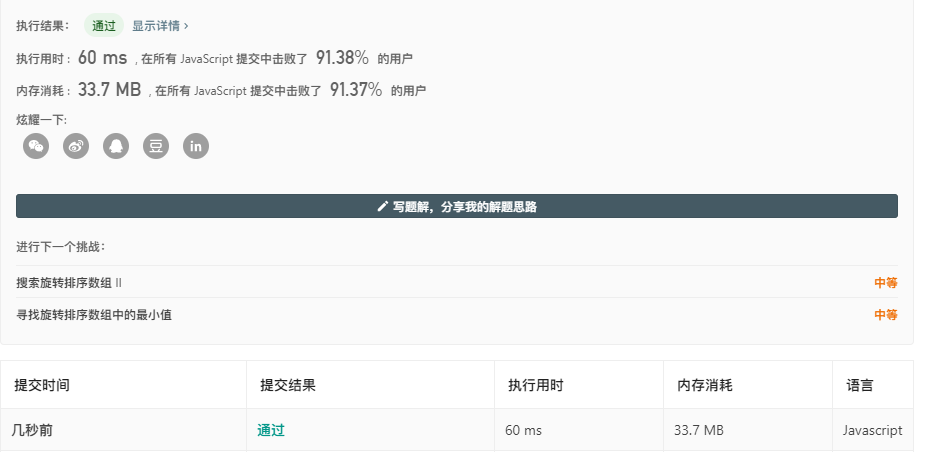 执行结果： 通过 显示详情 ›
执行用时 : 60 ms , 在所有 JavaScript 提交中击败了 91.38% 的用户
内存消耗 : 33.7 MB , 在所有 JavaScript 提交中击败了 91.37% 的用户
炫耀一下:
豆 in
写题解，分享我的解题思路
进行下一个挑战：
搜索旋转排序数组 II 中等
寻找旋转排序数组中的最小值 中等
提交时间 提交结果 执行用时 内存消耗 语言
几秒前 通过 60 ms 33.7 MB Javascript